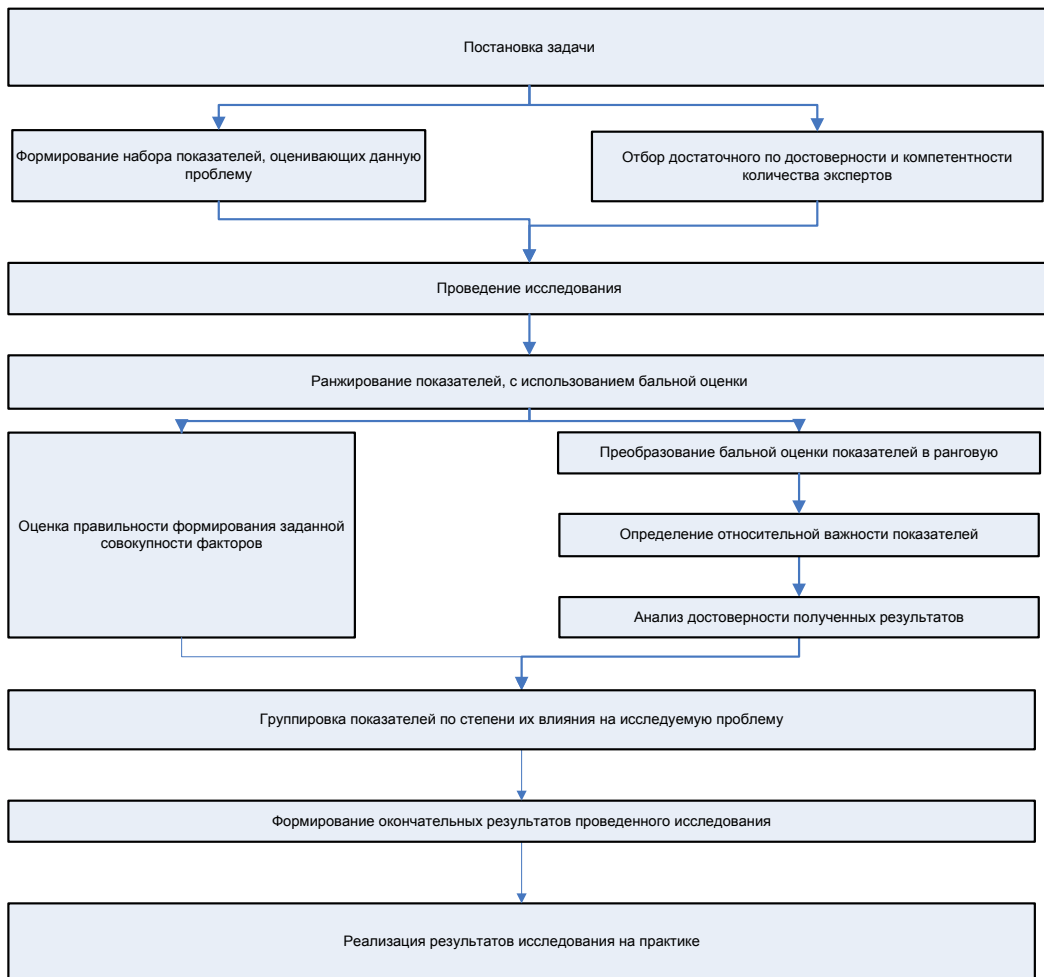 Постановка задачи
Формирование набора показателей, оценивающих данную
проблему
Отбор достаточного по достоверности и компетентности
количества экспертов
Проведение исследования
Ранжирование показателей, с использованием бальной оценки
Оценка правильности формирования заданной
совокупности факторов
Преобразование бальной оценки показателей в ранговую
Определение относительной важности показателей
Анализ достоверности полученных результатов
Группировка показателей по степени их влияния на исследуемую проблему
Формирование окончательных результатов проведенного исследования
Реализация результатов исследования на практике